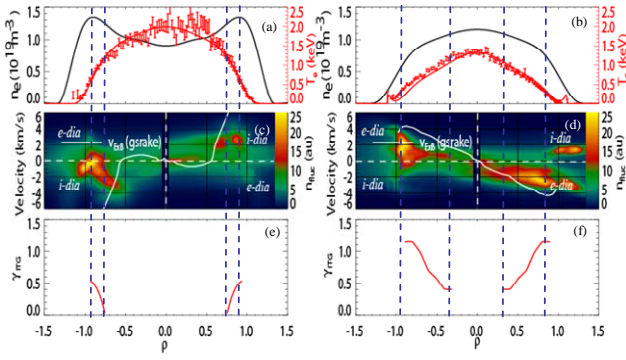 n_e(10^19 m^-3)
1.5
1.0
0.5
0.0
(a)
2.5
2.0
1.5
1.0
0.5
0.0
T_e (keV)
n_e(10^19 m^-3)
1.5
1.0
0.5
0.0
(b)
2.5
2.0
1.5
1.0
0.5
0.0
T_e (keV)
Velocity (km/s)
6
4
2
0
-2
-4
-6
e-dia
i-dia
v_ExB (gsrake)
(c)
i-dia
e-dia
25
20
15
10
5
0
n_fluc (au)
Velocity (km/s)
6
4
2
0
-2
-4
-6
e-dia
i-dia
v_ExB (gsrake)
(d)
i-dia
e-dia
25
20
15
10
5
0
n_fluc (au)
γ_ITG
1.5
1.0
0.5
0.0
(e)
-1.5 -1.0 -0.5 0.0 0.5 1.0 1.5
ρ
γ_ITG
1.5
1.0
0.5
0.0
(f)
-1.5 -1.0 -0.5 0.0 0.5 1.0 1.5
ρ